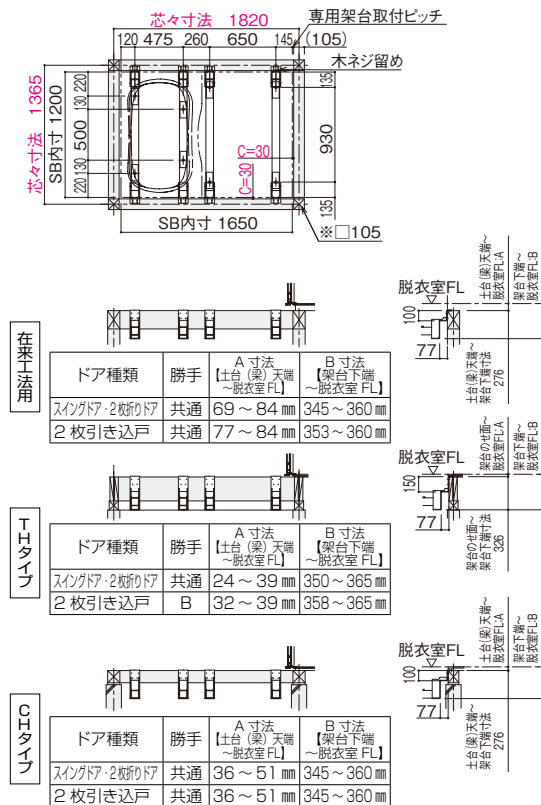 芯々寸法 1820
専用架台取付ピッチ
120 475 260 650 145 (105)
木ネジ留め
芯々寸法 1365
SB内寸 1200
220
130
500
130
220
135
930
135
C=30
C=30
SB内寸 1650
※□105
在来工法用
ドア種類 勝手 A 寸法【土台（梁）天端～脱衣室 FL】 B 寸法【架台下端～脱衣室 FL】
スイングドア・2枚折りドア 共通 69～84㎜ 345～360㎜
2枚引き込戸 共通 77～84㎜ 353～360㎜
脱衣室FL
100
77
土台(梁)天端～架台下端寸法 276
土台(梁)天端～脱衣室FL:A
架台下端～脱衣室FL:B
THタイプ
ドア種類 勝手 A 寸法【土台（梁）天端～脱衣室 FL】 B 寸法【架台下端～脱衣室 FL】
スイングドア・2枚折りドア 共通 24～39㎜ 350～365㎜
2枚引き込戸 B 32～39㎜ 358～365㎜
脱衣室FL
150
77
架台のせ面～架台下端寸法 326
架台のせ面～脱衣室FL:A
架台下端～脱衣室FL:B
CHタイプ
ドア種類 勝手 A 寸法【土台（梁）天端～脱衣室 FL】 B 寸法【架台下端～脱衣室 FL】
スイングドア・2枚折りドア 共通 36～51㎜ 345～360㎜
2枚引き込戸 共通 36～51㎜ 345～360㎜
脱衣室FL
100
77
土台(梁)天端～架台下端寸法 276
土台(梁)天端～脱衣室FL:A
架台下端～脱衣室FL:B